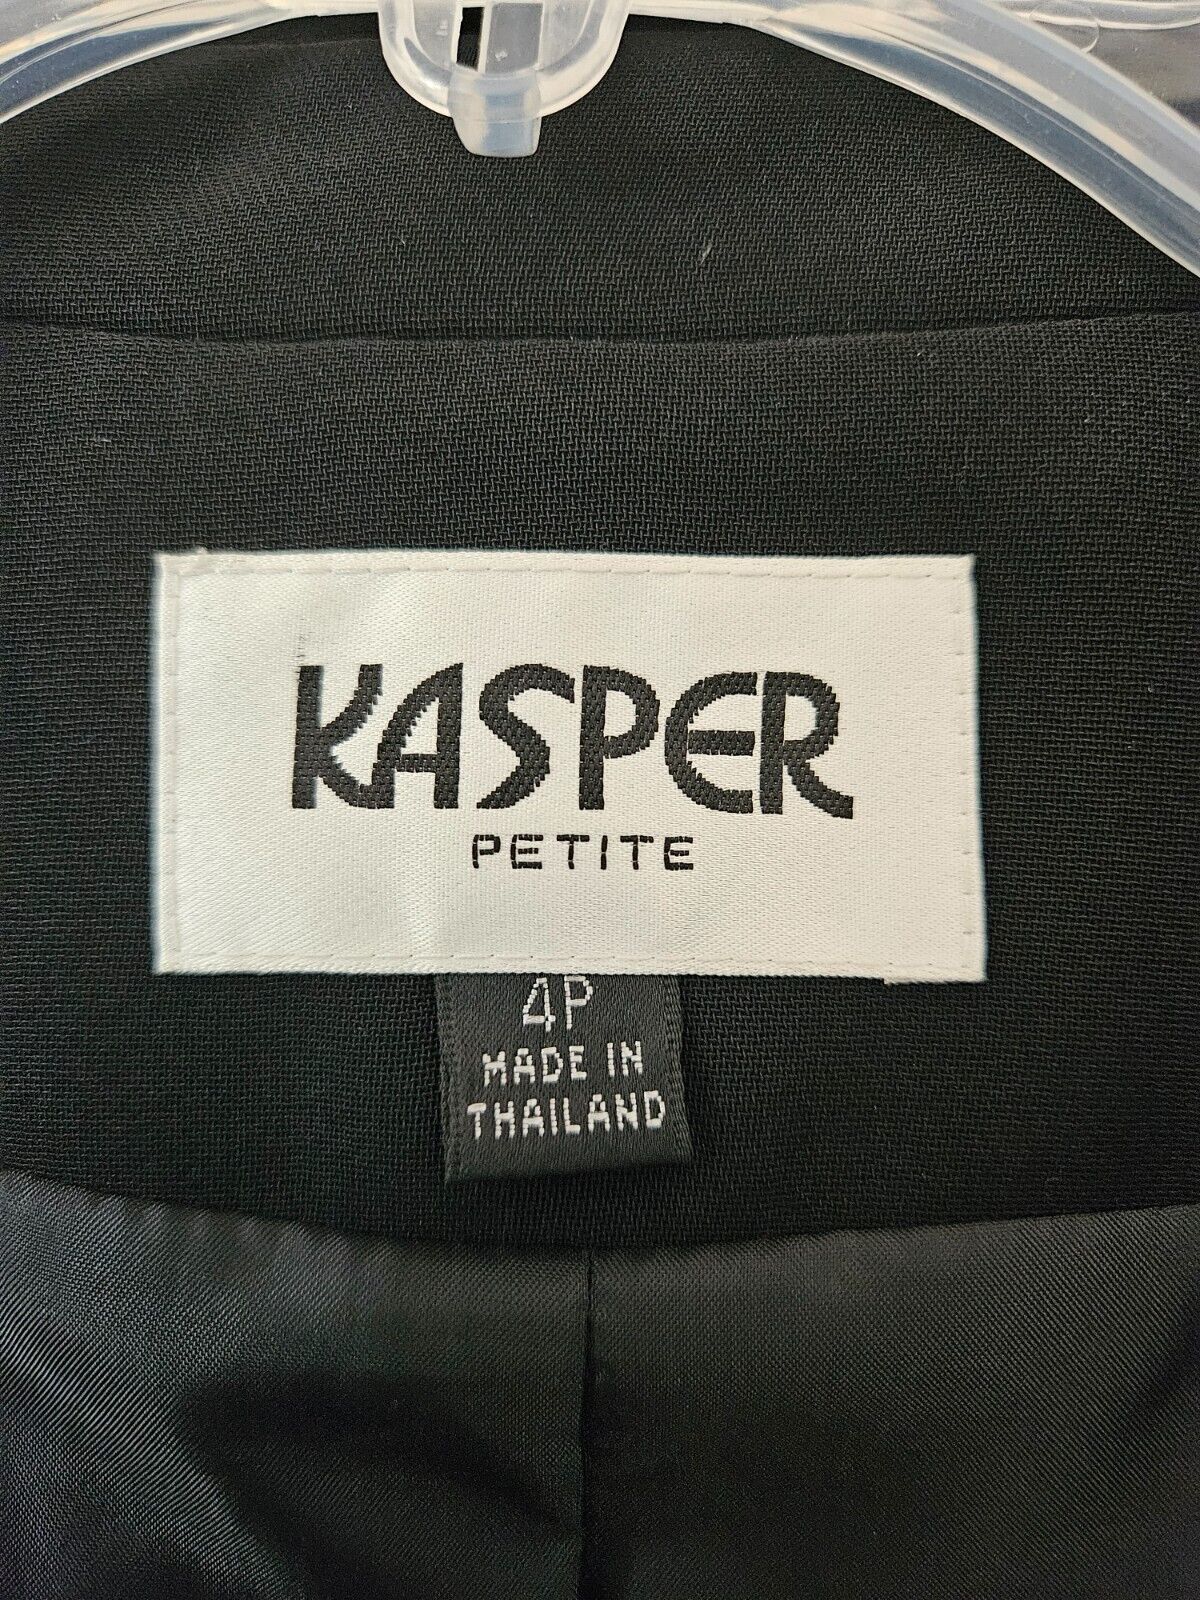 KASPER
PETITE
4P
MADE IN
THAILAND